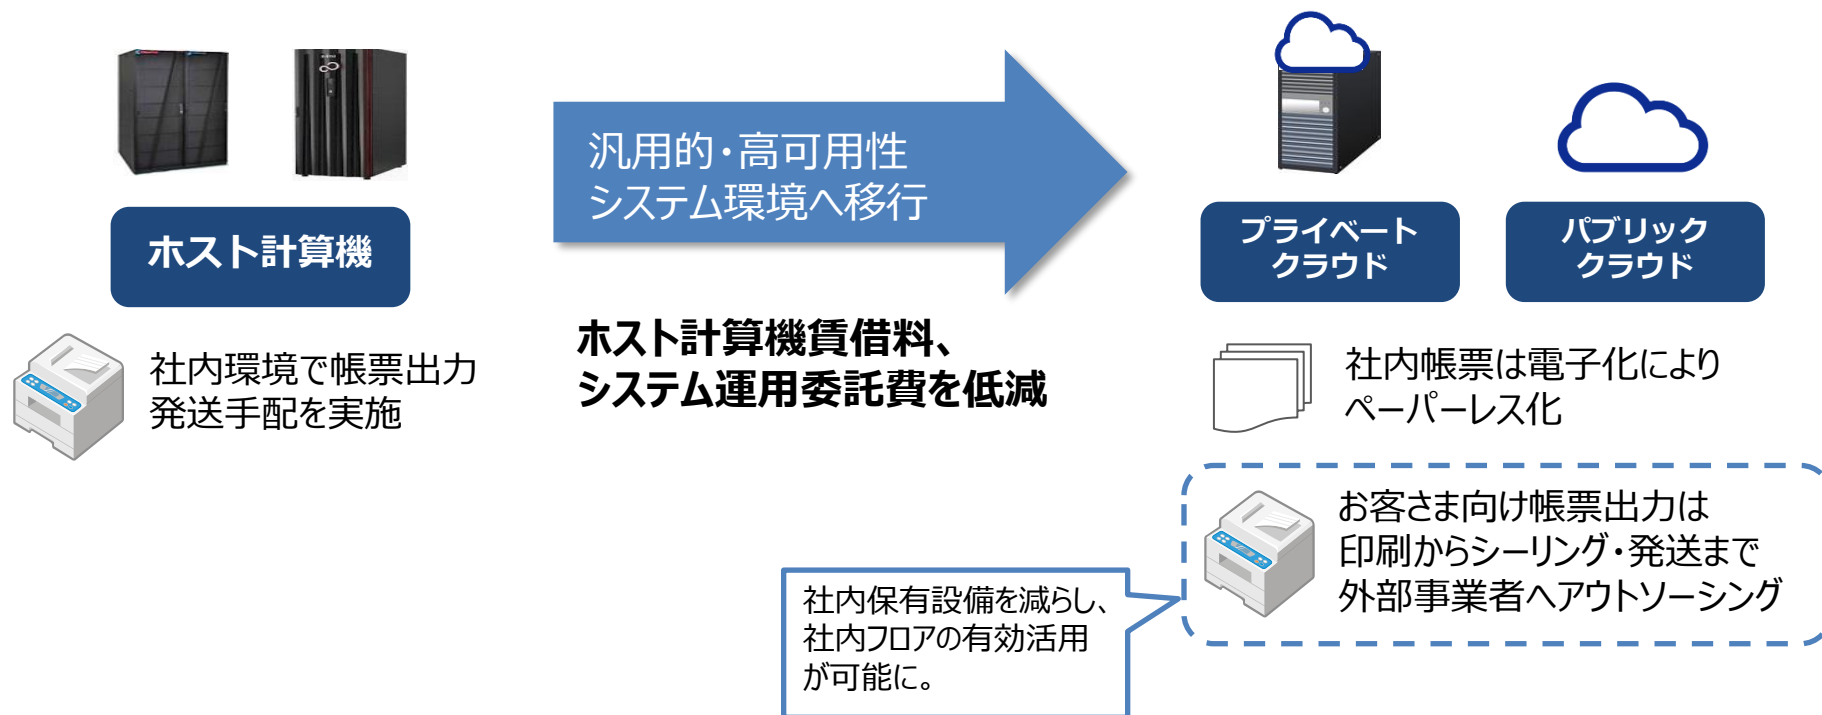 ホスト計算機
社内環境で帳票出力
発送手配を実施
汎用的・高可用性
システム環境へ移行
ホスト計算機賃借料、
システム運用委託費を低減
プライベート
クラウド
パブリック
クラウド
社内帳票は電子化により
ペーパーレス化
お客さま向け帳票出力は
印刷からシーリング・発送まで
外部事業者へアウトソーシング
社内保有設備を減らし、
社内フロアの有効活用
が可能に。